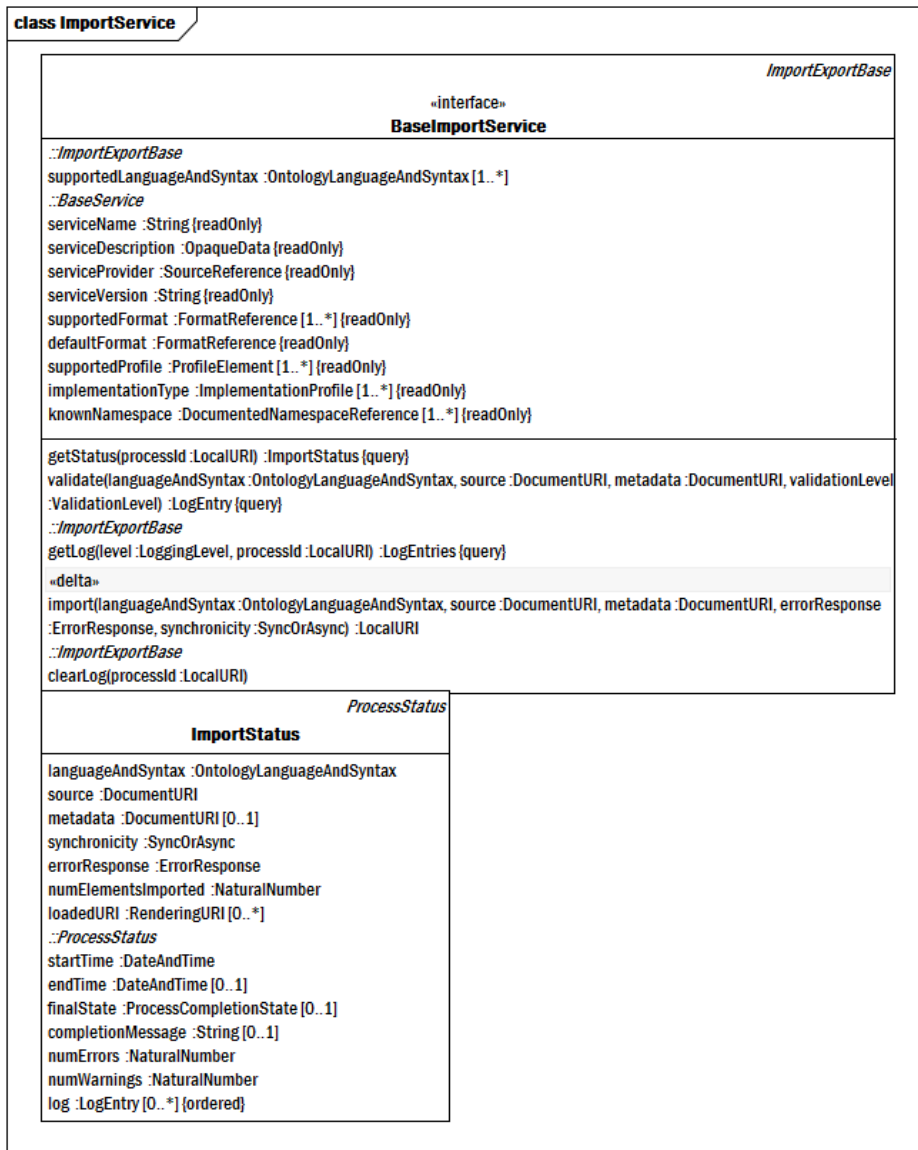 class ImportService
ImportExportBase
«interface»
BaseImportService
::ImportExportBase
supportedLanguageAndSyntax :OntologyLanguageAndSyntax [1..*]
::BaseService
serviceName :String {readOnly}
serviceDescription :OpaqueData {readOnly}
serviceProvider :SourceReference {readOnly}
serviceVersion :String {readOnly}
supportedFormat :FormatReference [1..*] {readOnly}
defaultFormat :FormatReference {readOnly}
supportedProfile :ProfileElement [1..*] {readOnly}
implementationType :ImplementationProfile [1..*] {readOnly}
knownNamespace :DocumentedNamespaceReference [1..*] {readOnly}
getStatus(processId :LocalURI) :ImportStatus {query}
validate(languageAndSyntax :OntologyLanguageAndSyntax, source :DocumentURI, metadata :DocumentURI, validationLevel
:ValidationLevel) :LogEntry {query}
::ImportExportBase
getLog(level :LoggingLevel, processId :LocalURI) :LogEntries {query}
«delta»
import(languageAndSyntax :OntologyLanguageAndSyntax, source :DocumentURI, metadata :DocumentURI, errorResponse
:ErrorResponse, synchronicity :SyncOrAsync) :LocalURI
::ImportExportBase
clearLog(processId :LocalURI)
ProcessStatus
ImportStatus
languageAndSyntax :OntologyLanguageAndSyntax
source :DocumentURI
metadata :DocumentURI [0..1]
synchronicity :SyncOrAsync
errorResponse :ErrorResponse
numElementsImported :NaturalNumber
loadedURI :RenderingURI [0..*]
::ProcessStatus
startTime :DateAndTime
endTime :DateAndTime [0..1]
finalState :ProcessCompletionState [0..1]
completionMessage :String [0..1]
numErrors :NaturalNumber
numWarnings :NaturalNumber
log :LogEntry [0..*] {ordered}